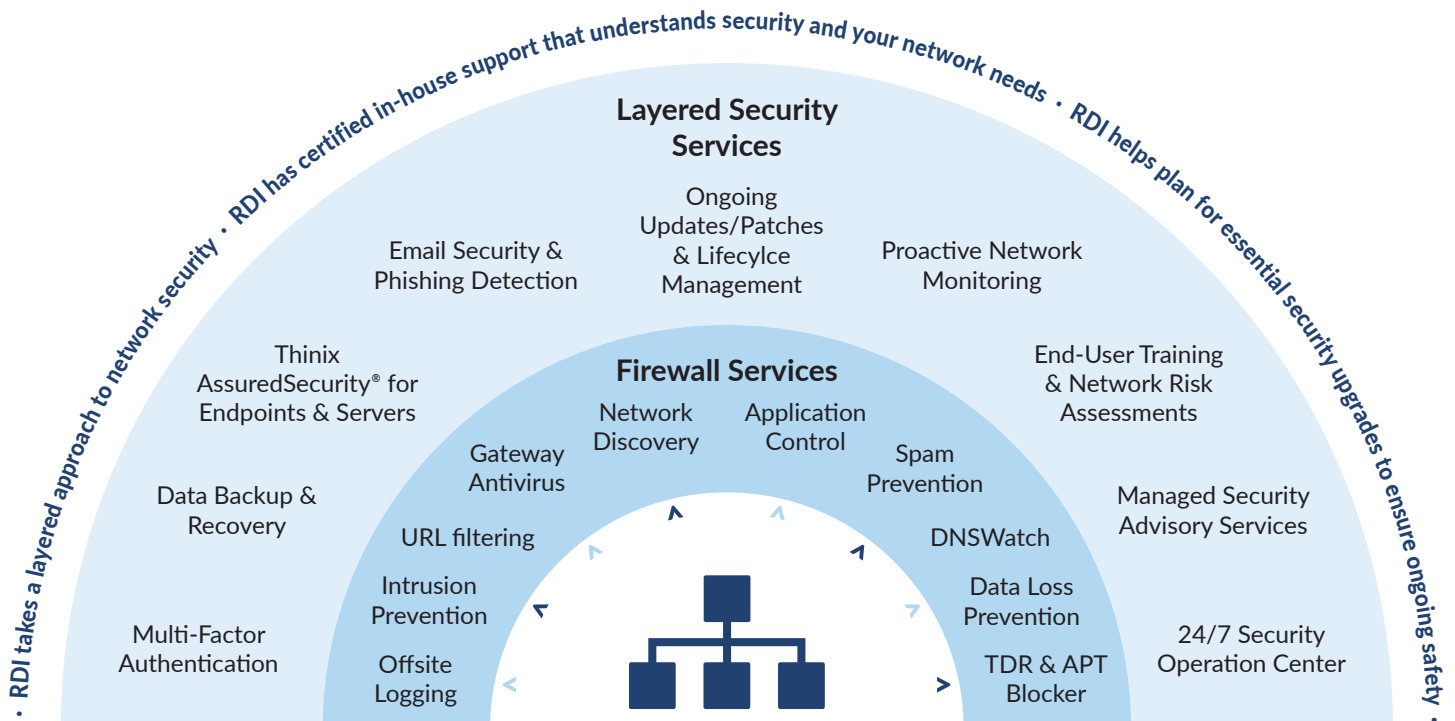 · RDI takes a layered approach to network security · RDI has certified in-house support that understands security and your network needs · RDI helps plan for essential security upgrades to ensure ongoing safety ·
Layered Security
Services
Multi-Factor
Authentication
Data Backup &
Recovery
Thinix
AssuredSecurity® for
Endpoints & Servers
Email Security &
Phishing Detection
Ongoing
Updates/Patches
& Lifecylce
Management
Proactive Network
Monitoring
End-User Training
& Network Risk
Assessments
Managed Security
Advisory Services
24/7 Security
Operation Center
Firewall Services
Offsite
Logging
Intrusion
Prevention
URL filtering
Gateway
Antivirus
Network
Discovery
Application
Control
Spam
Prevention
DNSWatch
Data Loss
Prevention
TDR & APT
Blocker